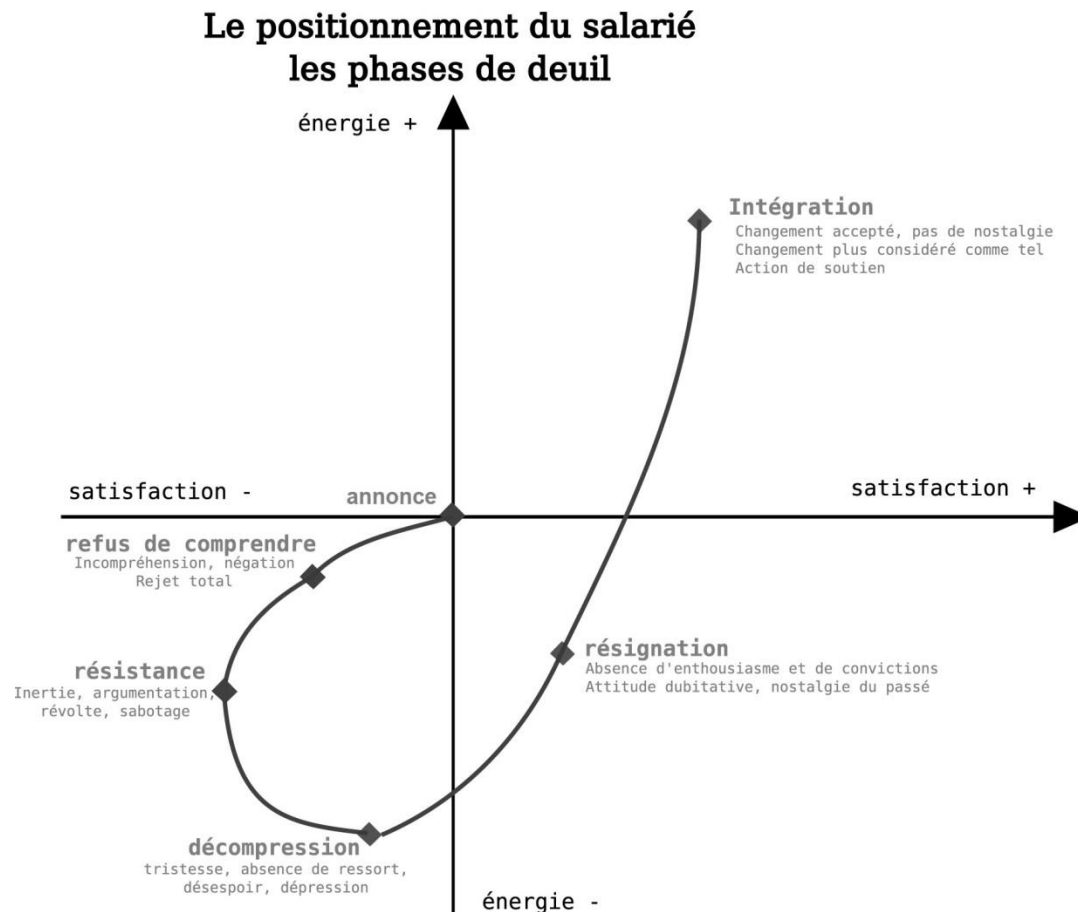 Le positionnement du salarié
les phases de deuil
énergie +
Intégration
Changement accepté, pas de nostalgie
Changement plus considéré comme tel
Action de soutien
satisfaction -
annonce
satisfaction +
refus de comprendre
Incompréhension, négation
Rejet total
résistance
Inertie, argumentation,
révolte, sabotage
résignation
Absence d'enthousiasme et de convictions
Attitude dubitative, nostalgie du passé
décompression
tristesse, absence de ressort,
désespoir, dépression
énergie -